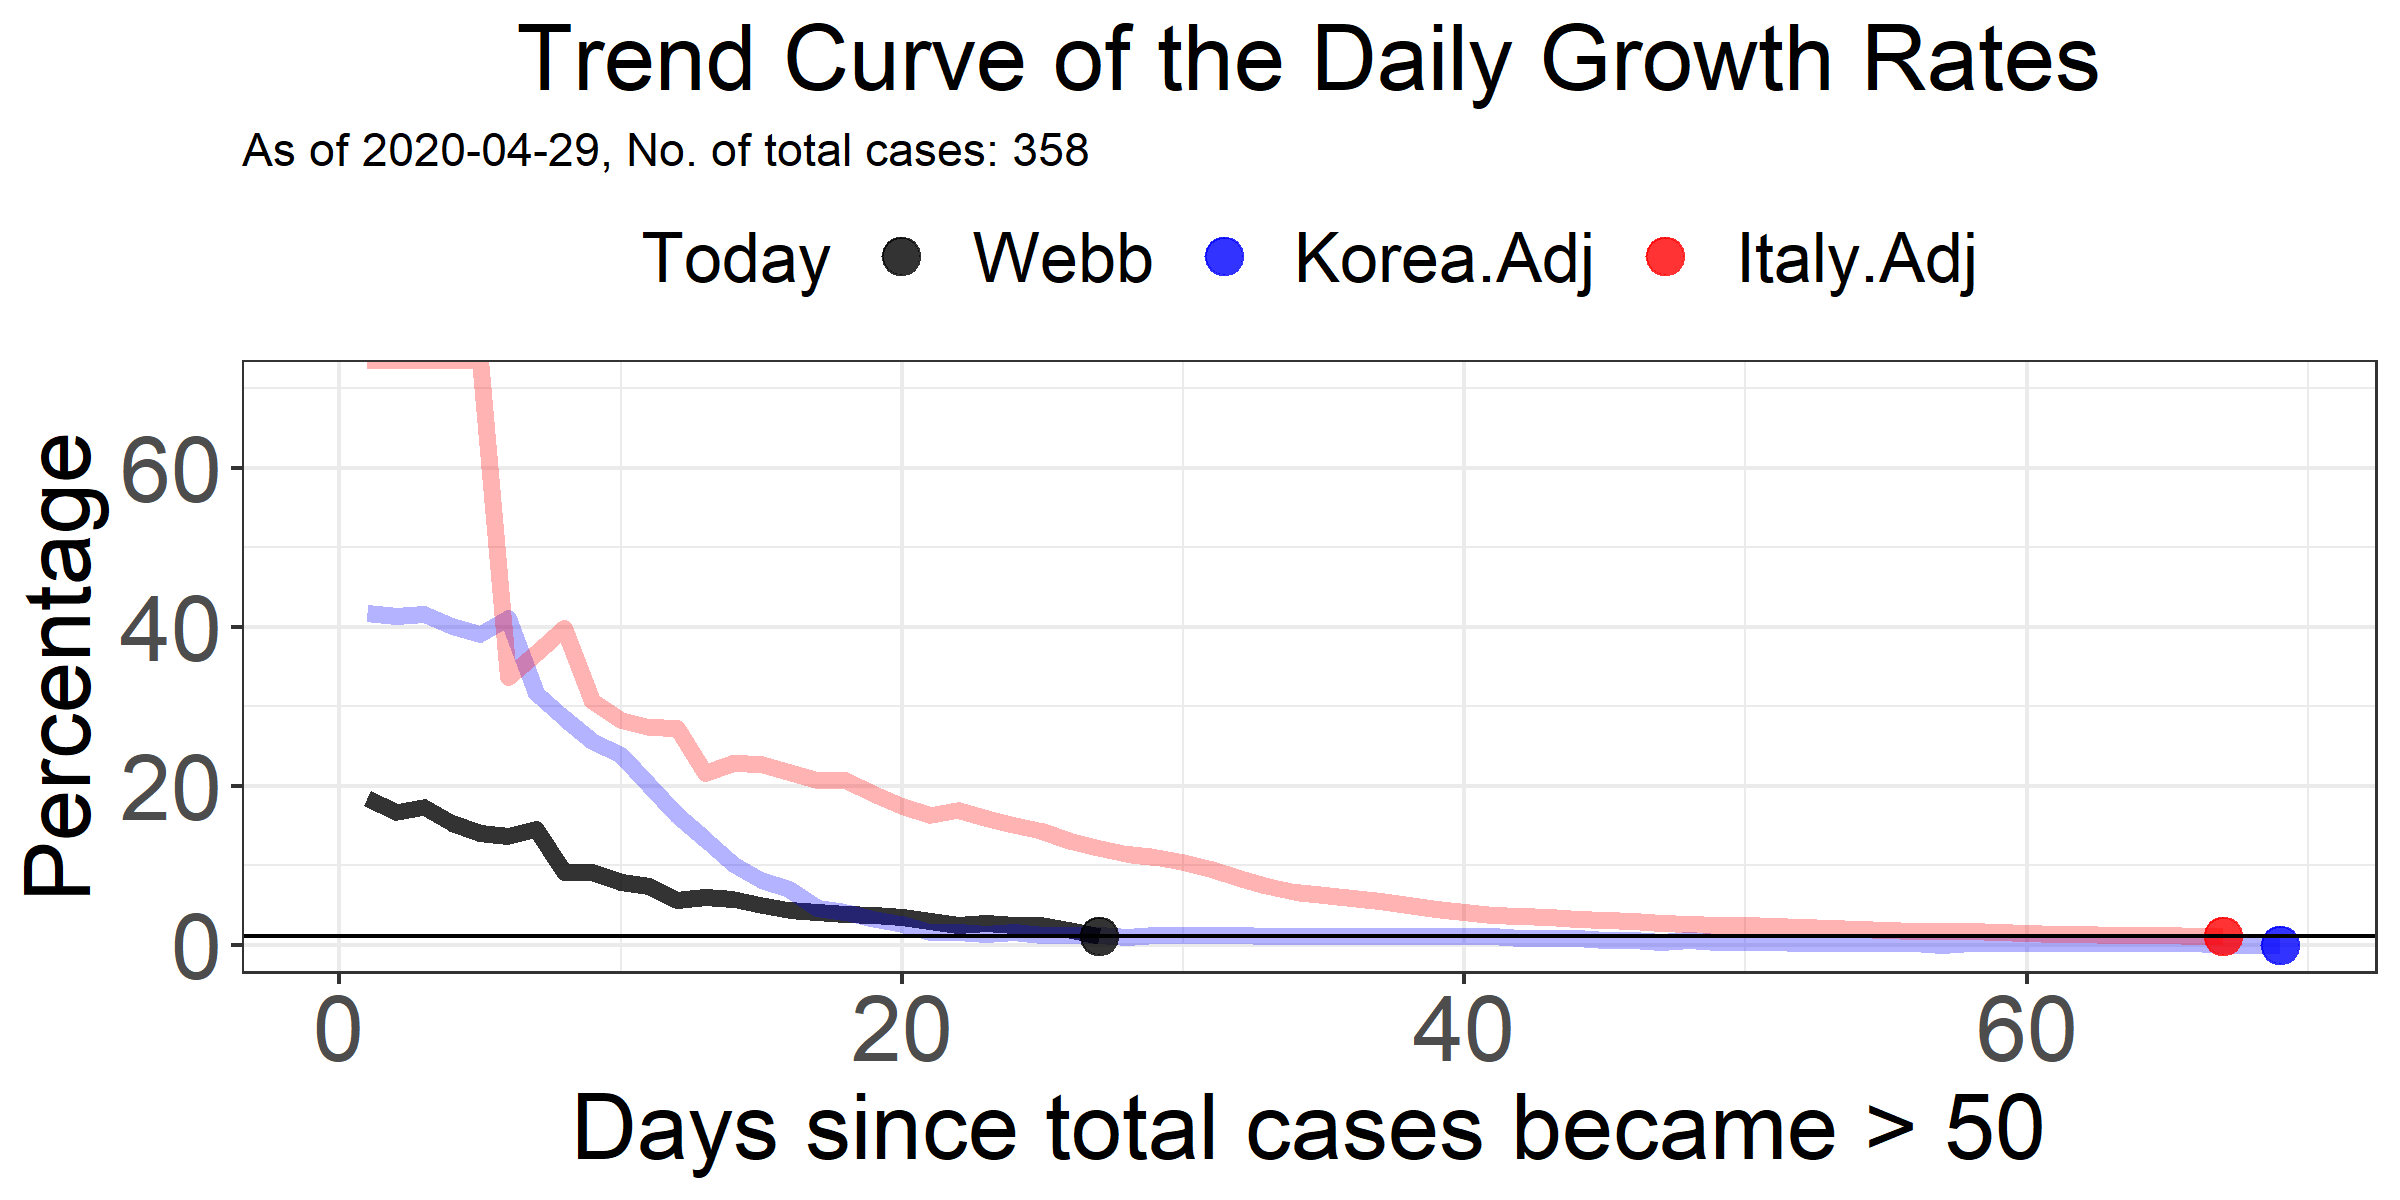 Trend Curve of the Daily Growth Rates
As of 2020-04-29, No. of total cases: 358
Today Webb Korea.Adj Italy.Adj
Percentage
60
40
20
0
0 20 40 60
Days since total cases became > 50